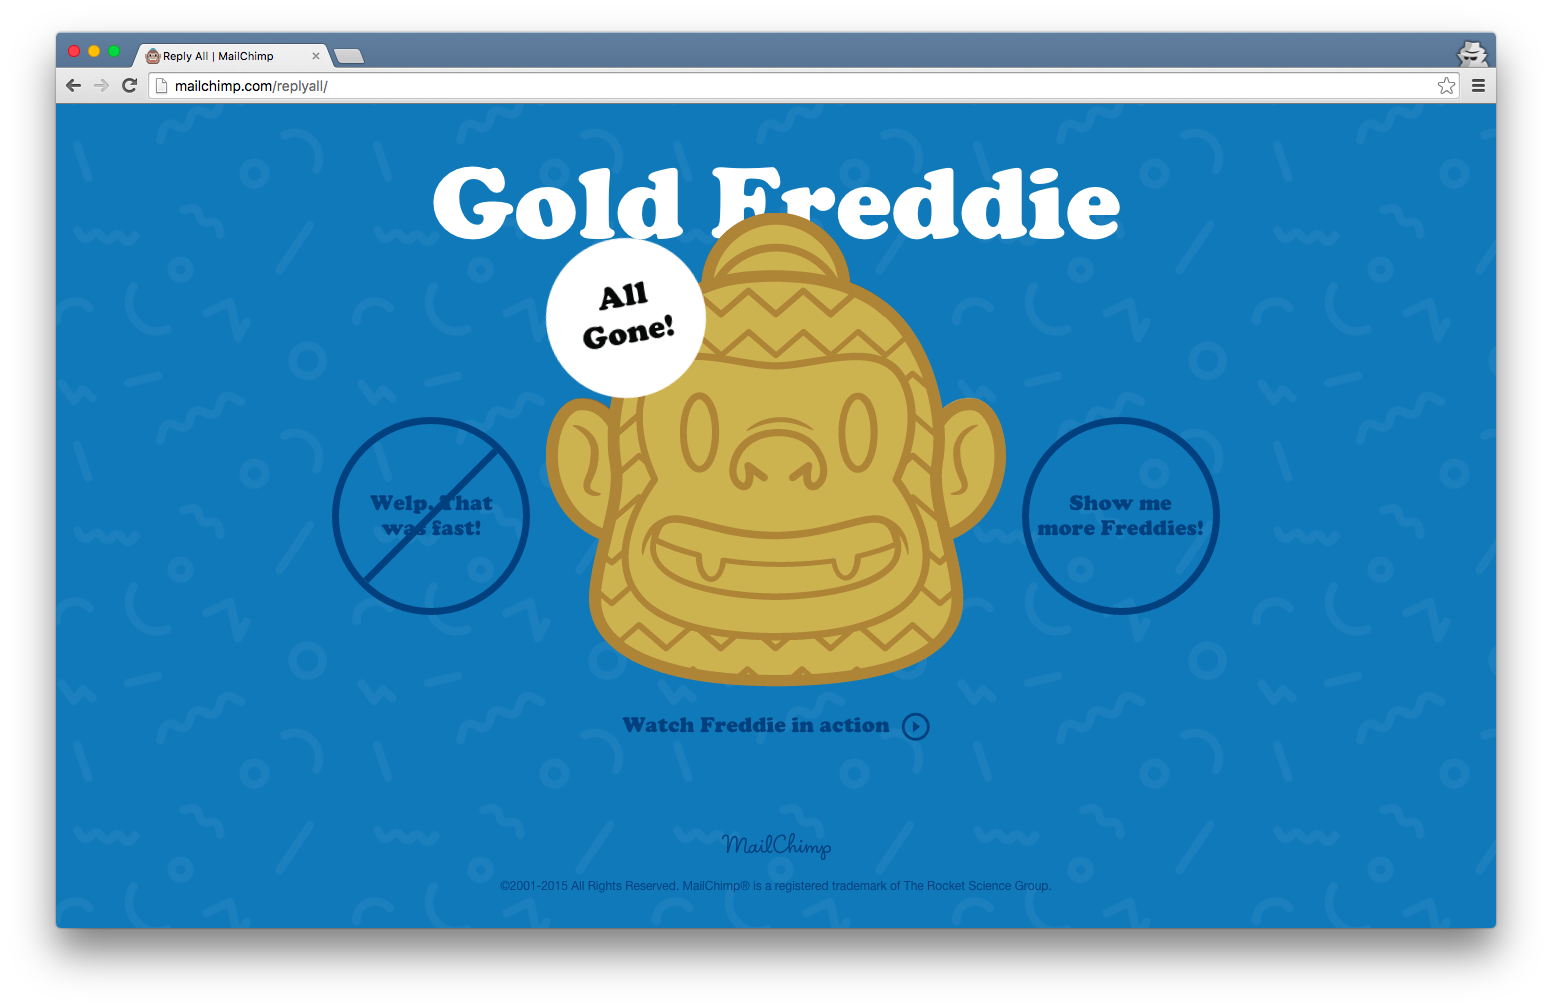 Reply All | MailChimp
mailchimp.com/replyall/
Gold Freddie
All
Gone!
Welp, That
was fast!
Show me
more Freddies!
Watch Freddie in action
MailChimp
©2001-2015 All Rights Reserved. MailChimp® is a registered trademark of The Rocket Science Group.